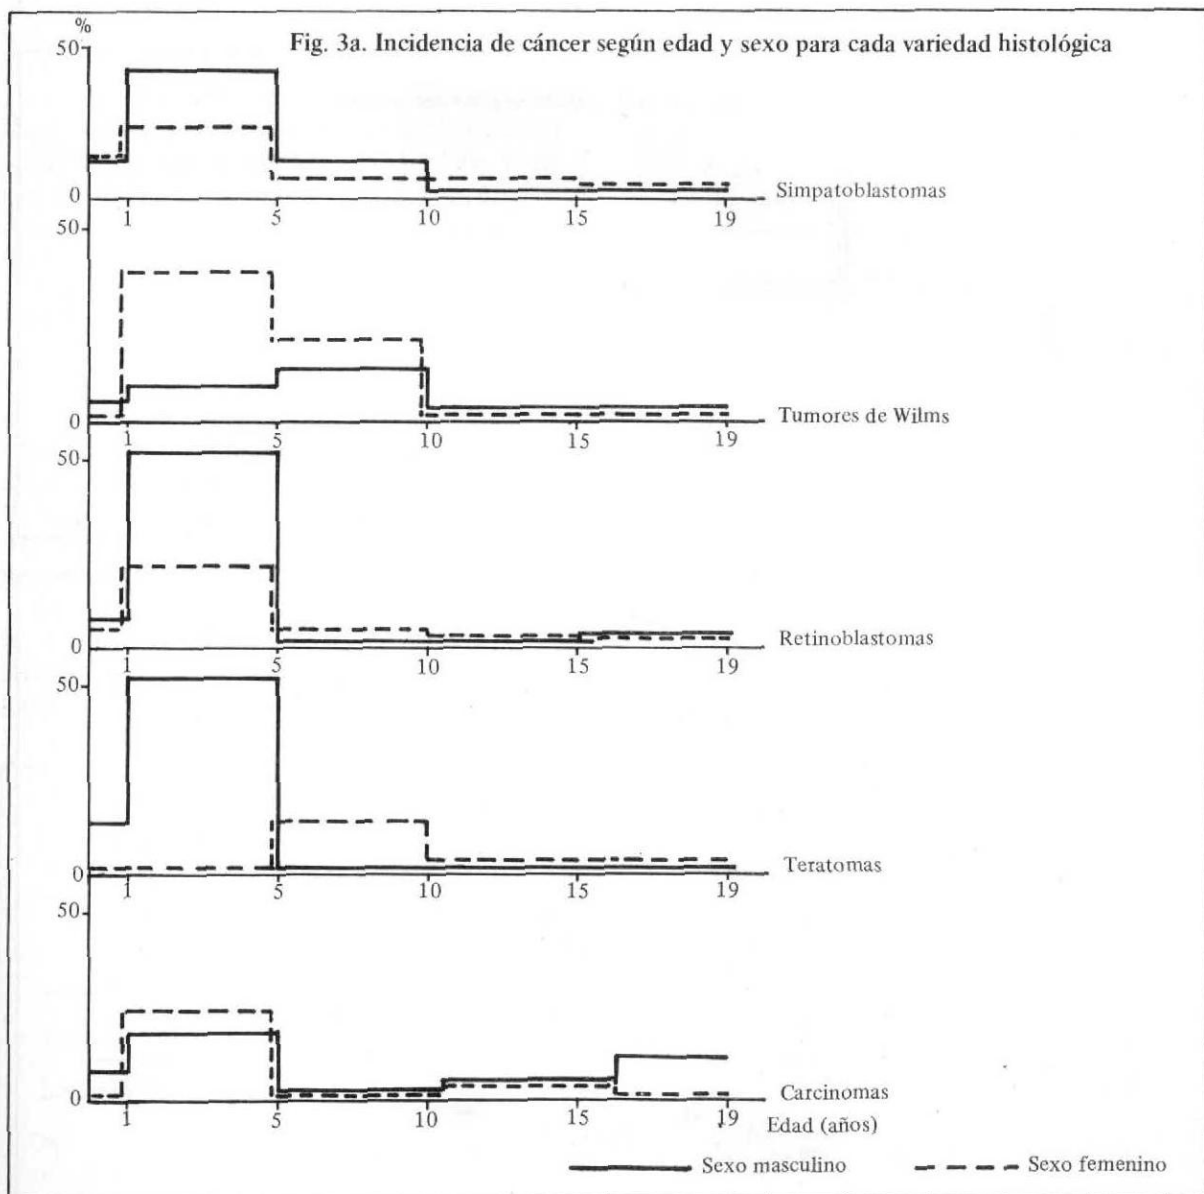 %
Fig. 3a. Incidencia de cáncer según edad y sexo para cada variedad histológica
50
0
1 5 10 15 19
Simpatoblastomas
50
0
1 5 10 15 19
Tumores de Wilms
50
0
1 5 10 15 19
Retinoblastomas
50
0
1 5 10 15 19
Teratomas
50
0
1 5 10 15 19
Carcinomas
Edad (años)
Sexo masculino Sexo femenino